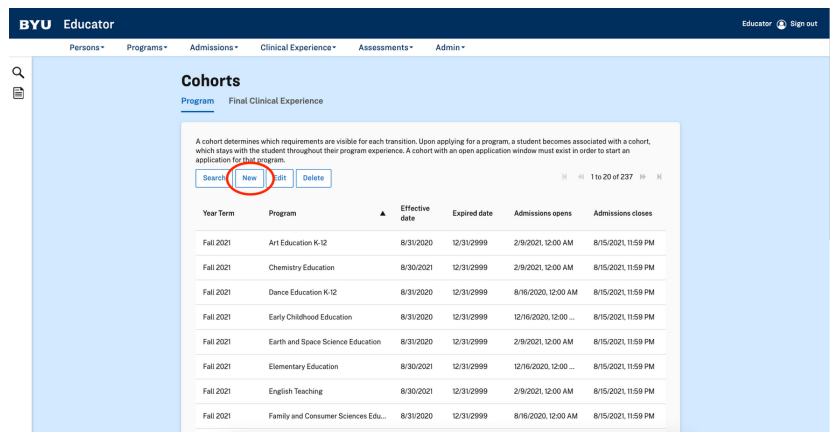 BYU Educator
Educator Sign out
Persons Programs Admissions Clinical Experience Assessments Admin
Cohorts
Program Final Clinical Experience
A cohort determines which requirements are visible for each transition. Upon applying for a program, a student becomes associated with a cohort,
which stays with the student throughout their program experience. A cohort with an open application window must exist in order to start an
application for that program.
Search New Edit Delete 1 to 20 of 237
Year Term Program Effective date Expired date Admissions opens Admissions closes
Fall 2021 Art Education K-12 8/31/2020 12/31/2999 2/9/2021, 12:00 AM 8/15/2021, 11:59 PM
Fall 2021 Chemistry Education 8/30/2021 12/31/2999 2/9/2021, 12:00 AM 8/15/2021, 11:59 PM
Fall 2021 Dance Education K-12 8/31/2020 12/31/2999 8/16/2020, 12:00 AM 8/15/2021, 11:59 PM
Fall 2021 Early Childhood Education 8/31/2020 12/31/2999 12/16/2020, 12:00 ... 8/15/2021, 11:59 PM
Fall 2021 Earth and Space Science Education 8/31/2020 12/31/2999 2/9/2021, 12:00 AM 8/15/2021, 11:59 PM
Fall 2021 Elementary Education 8/30/2021 12/31/2999 12/16/2020, 12:00 ... 8/15/2021, 11:59 PM
Fall 2021 English Teaching 8/30/2021 12/31/2999 2/9/2021, 12:00 AM 8/15/2021, 11:59 PM
Fall 2021 Family and Consumer Sciences Edu... 8/31/2020 12/31/2999 8/16/2020, 12:00 AM 8/15/2021, 11:59 PM